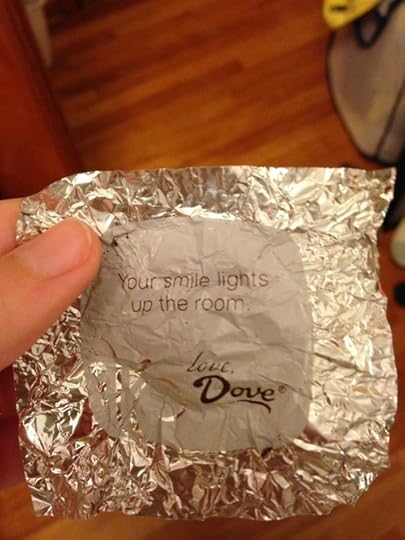 Your smile lights
up the room.
love,
Dove®